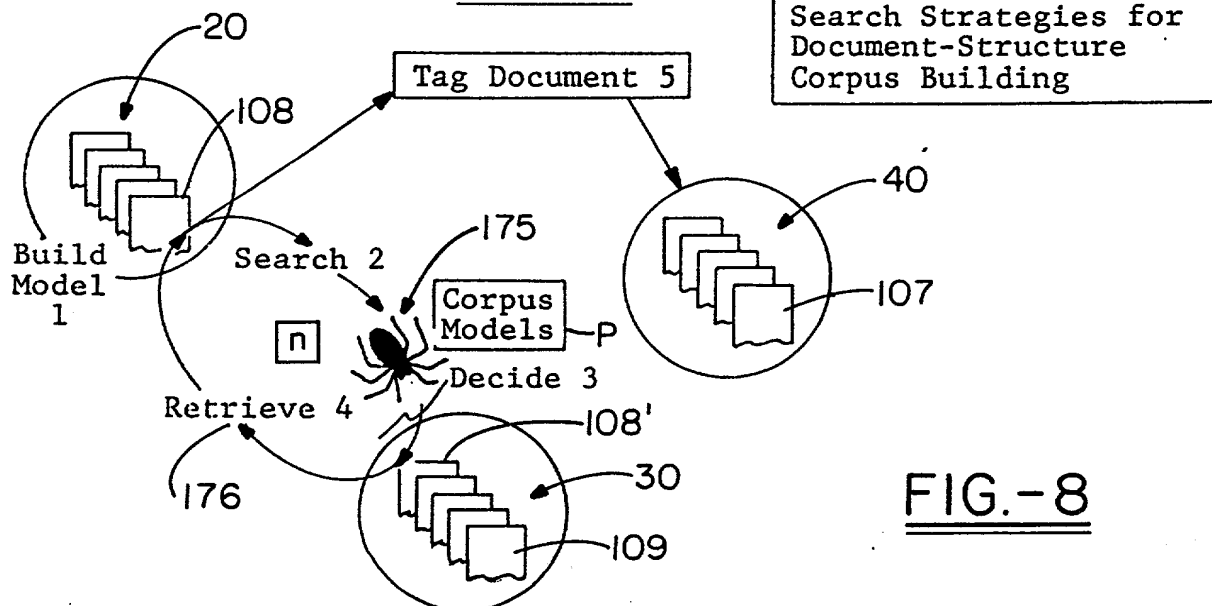 Search Strategies for
Document-Structure
Corpus Building
20
Tag Document 5
108
40
Build
Model
1
Search 2
175
107
Corpus
Models
P
n
Decide 3
Retrieve 4
108'
176
30
109
FIG.-8